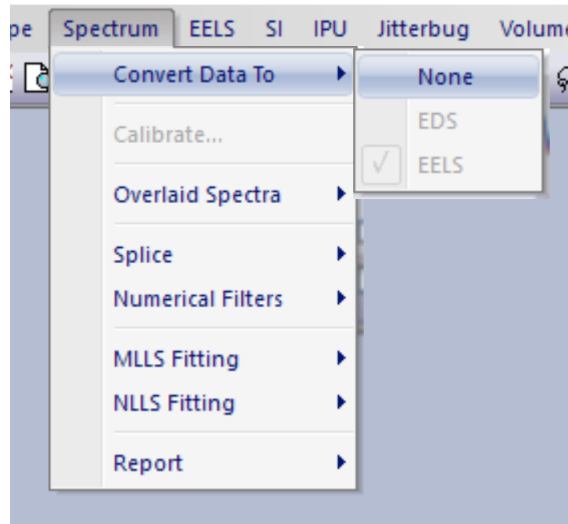 pe Spectrum EELS SI IPU Jitterbug Volume
Convert Data To None
EDS
Calibrate...
√ EELS
Overlaid Spectra
Splice
Numerical Filters
MLLS Fitting
NLLS Fitting
Report